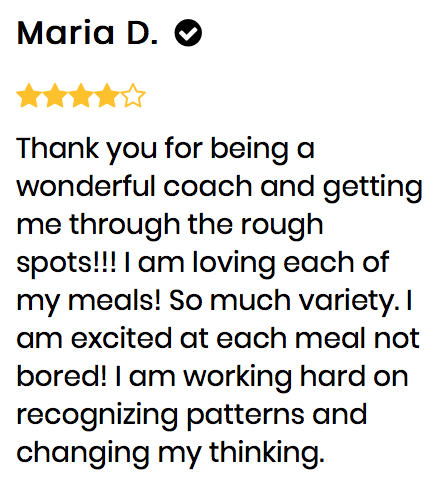 Maria D.
Thank you for being a
wonderful coach and getting
me through the rough
spots!!! I am loving each of
my meals! So much variety. I
am excited at each meal not
bored! I am working hard on
recognizing patterns and
changing my thinking.